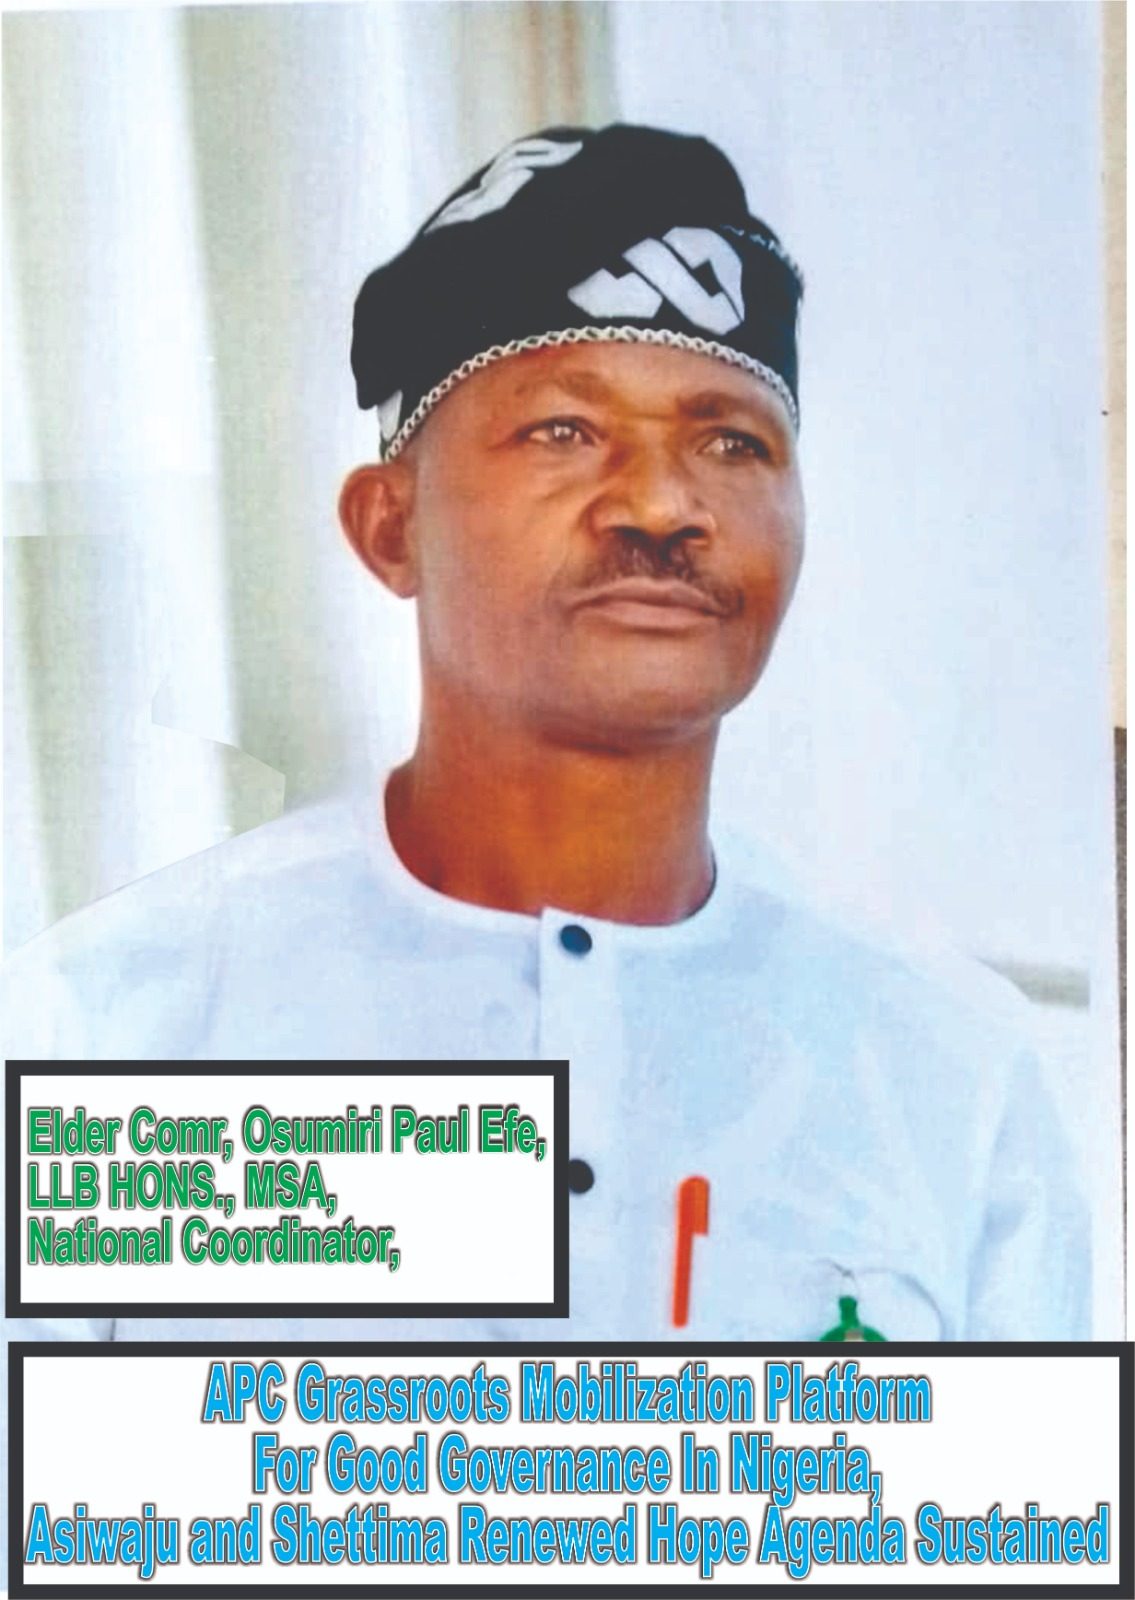 Elder Comr, Osumiri Paul Efe,
LLB HONS., MSA,
National Coordinator,
APC Grassroots Mobilization Platform
For Good Governance In Nigeria,
Asiwaju and Shettima Renewed Hope Agenda Sustained